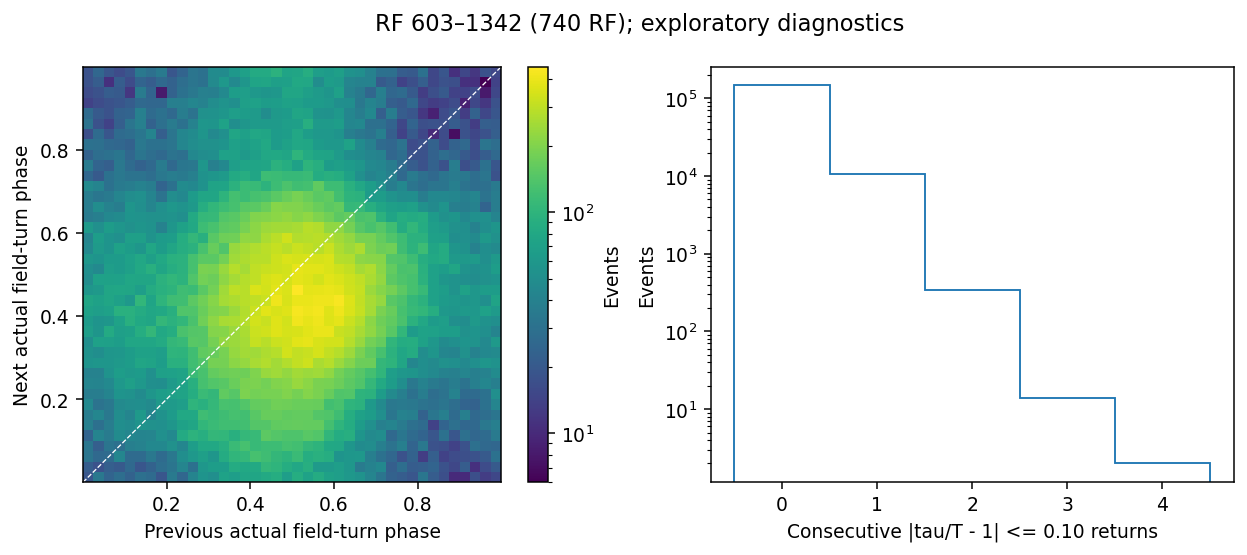 RF 603–1342 (740 RF); exploratory diagnostics
Next actual field-turn phase
0.8
0.6
0.4
0.2
0.2 0.4 0.6 0.8
Previous actual field-turn phase
10²
10¹
Events
Events
10⁵
10⁴
10³
10²
10¹
0 1 2 3 4
Consecutive |tau/T - 1| <= 0.10 returns